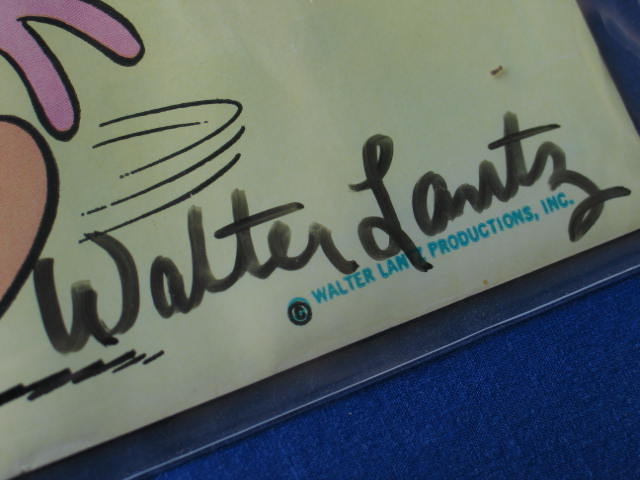 Walter Lantz
© WALTER LANTZ PRODUCTIONS, INC.